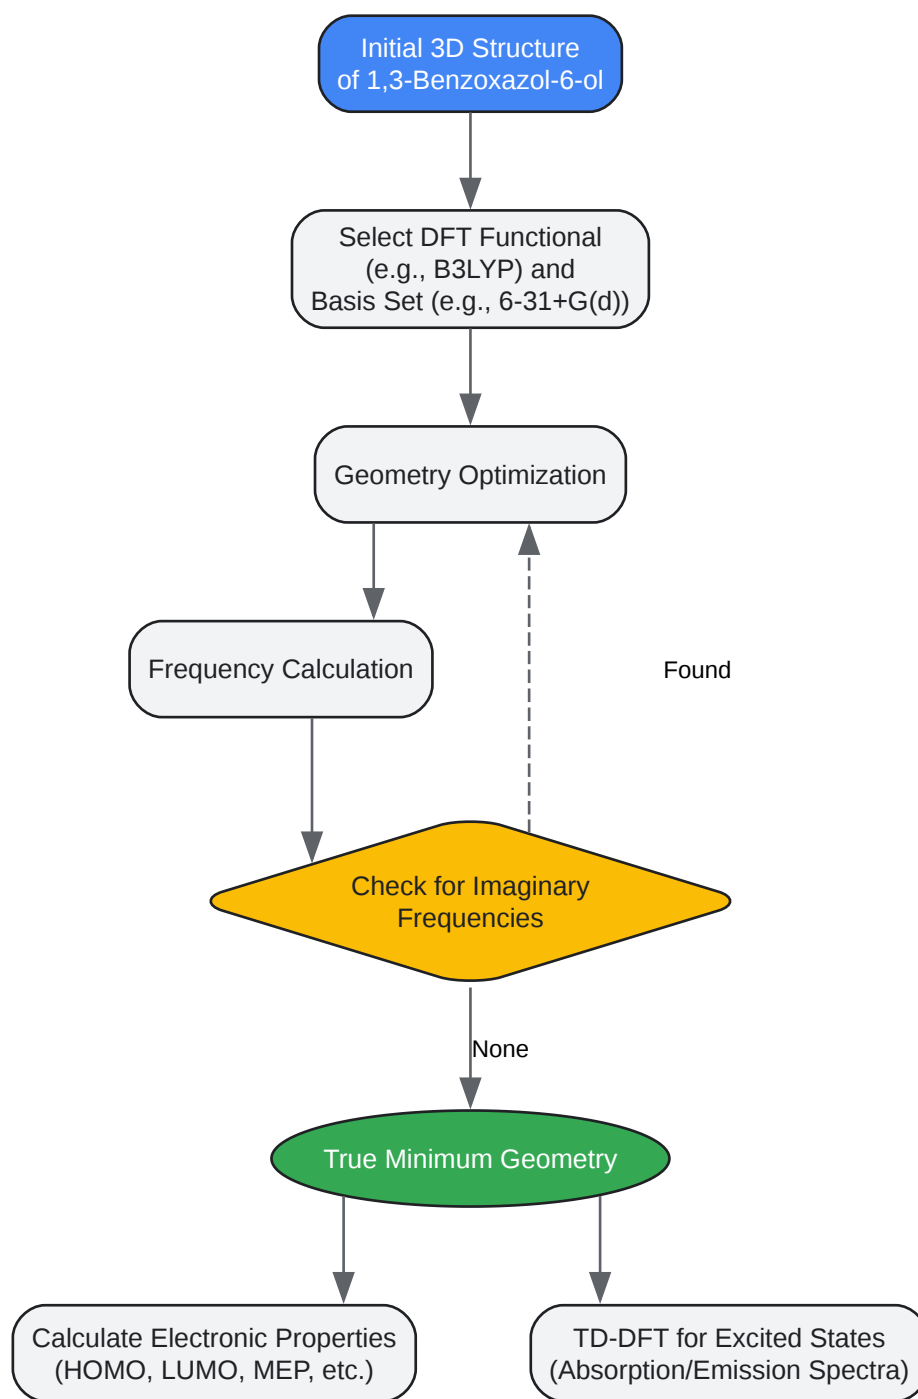 Initial 3D Structure
of 1,3-Benzoxazol-6-ol
Select DFT Functional
(e.g., B3LYP) and
Basis Set (e.g., 6-31+G(d))
Geometry Optimization
Frequency Calculation
Found
Check for Imaginary
Frequencies
None
True Minimum Geometry
Calculate Electronic Properties
(HOMO, LUMO, MEP, etc.)
TD-DFT for Excited States
(Absorption/Emission Spectra)